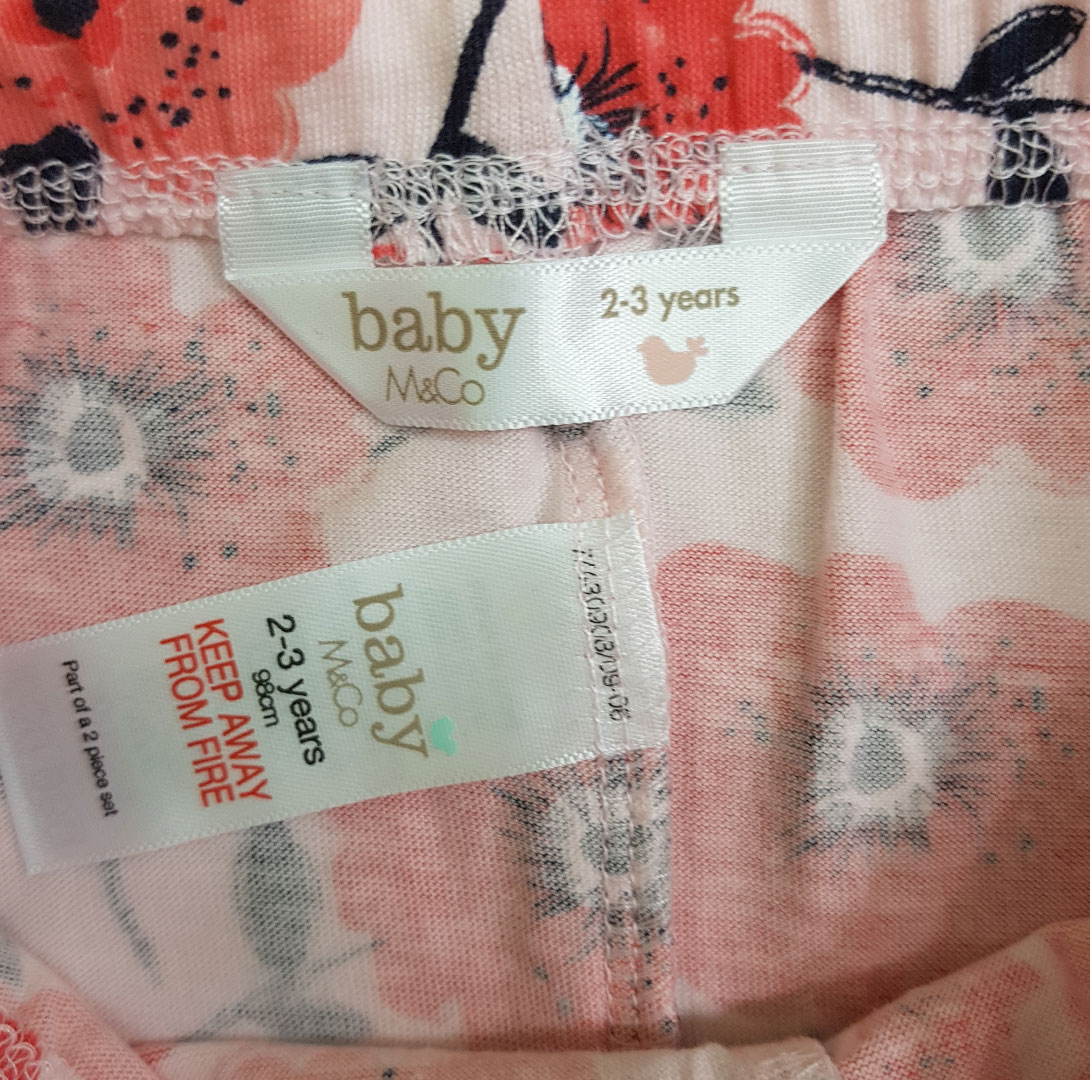 baby
M&Co
2-3 years
baby
M&Co
2-3 years
98cm
KEEP AWAY
FROM FIRE
Part of a 2 piece set